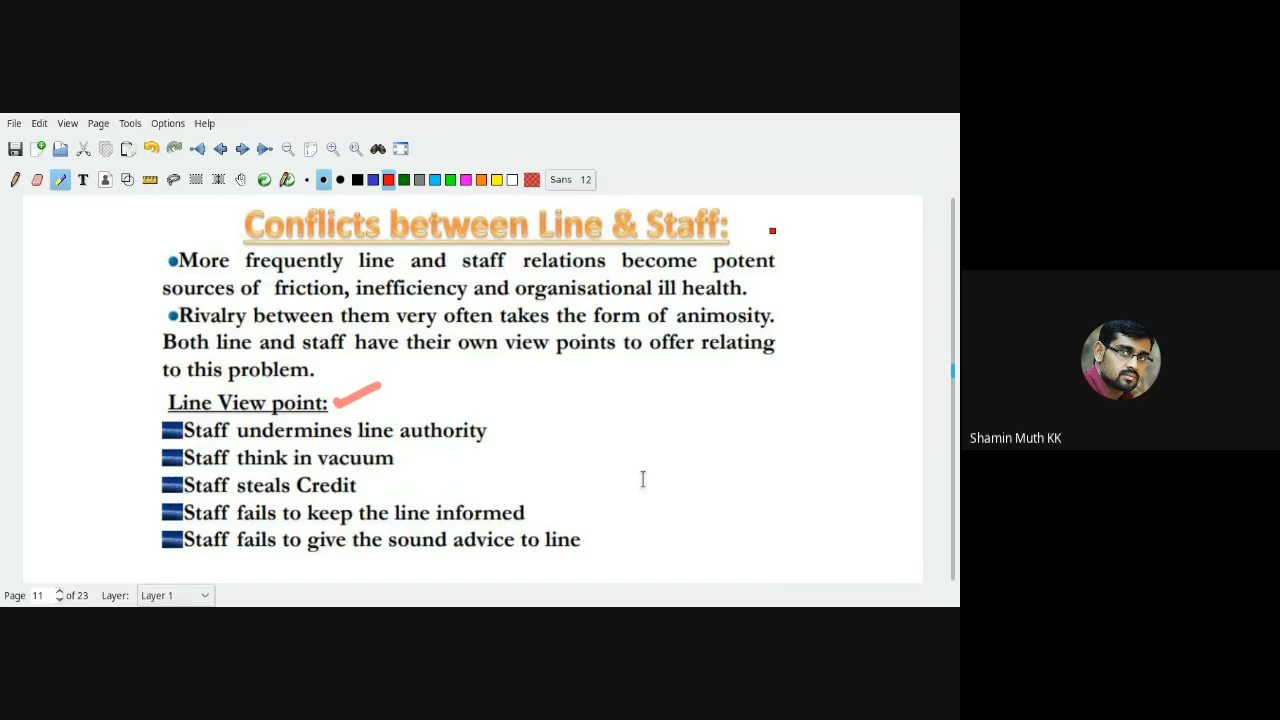 File Edit View Page Tools Options Help
Sans 12
Conflicts between Line & Staff:
More frequently line and staff relations become potent
sources of friction, inefficiency and organisational ill health.
Rivalry between them very often takes the form of animosity.
Both line and staff have their own view points to offer relating
to this problem.
Line View point:
Staff undermines line authority
Staff think in vacuum
Staff steals Credit
Staff fails to keep the line informed
Staff fails to give the sound advice to line
Shamin Muth KK
Page 11 of 23 Layer: Layer 1